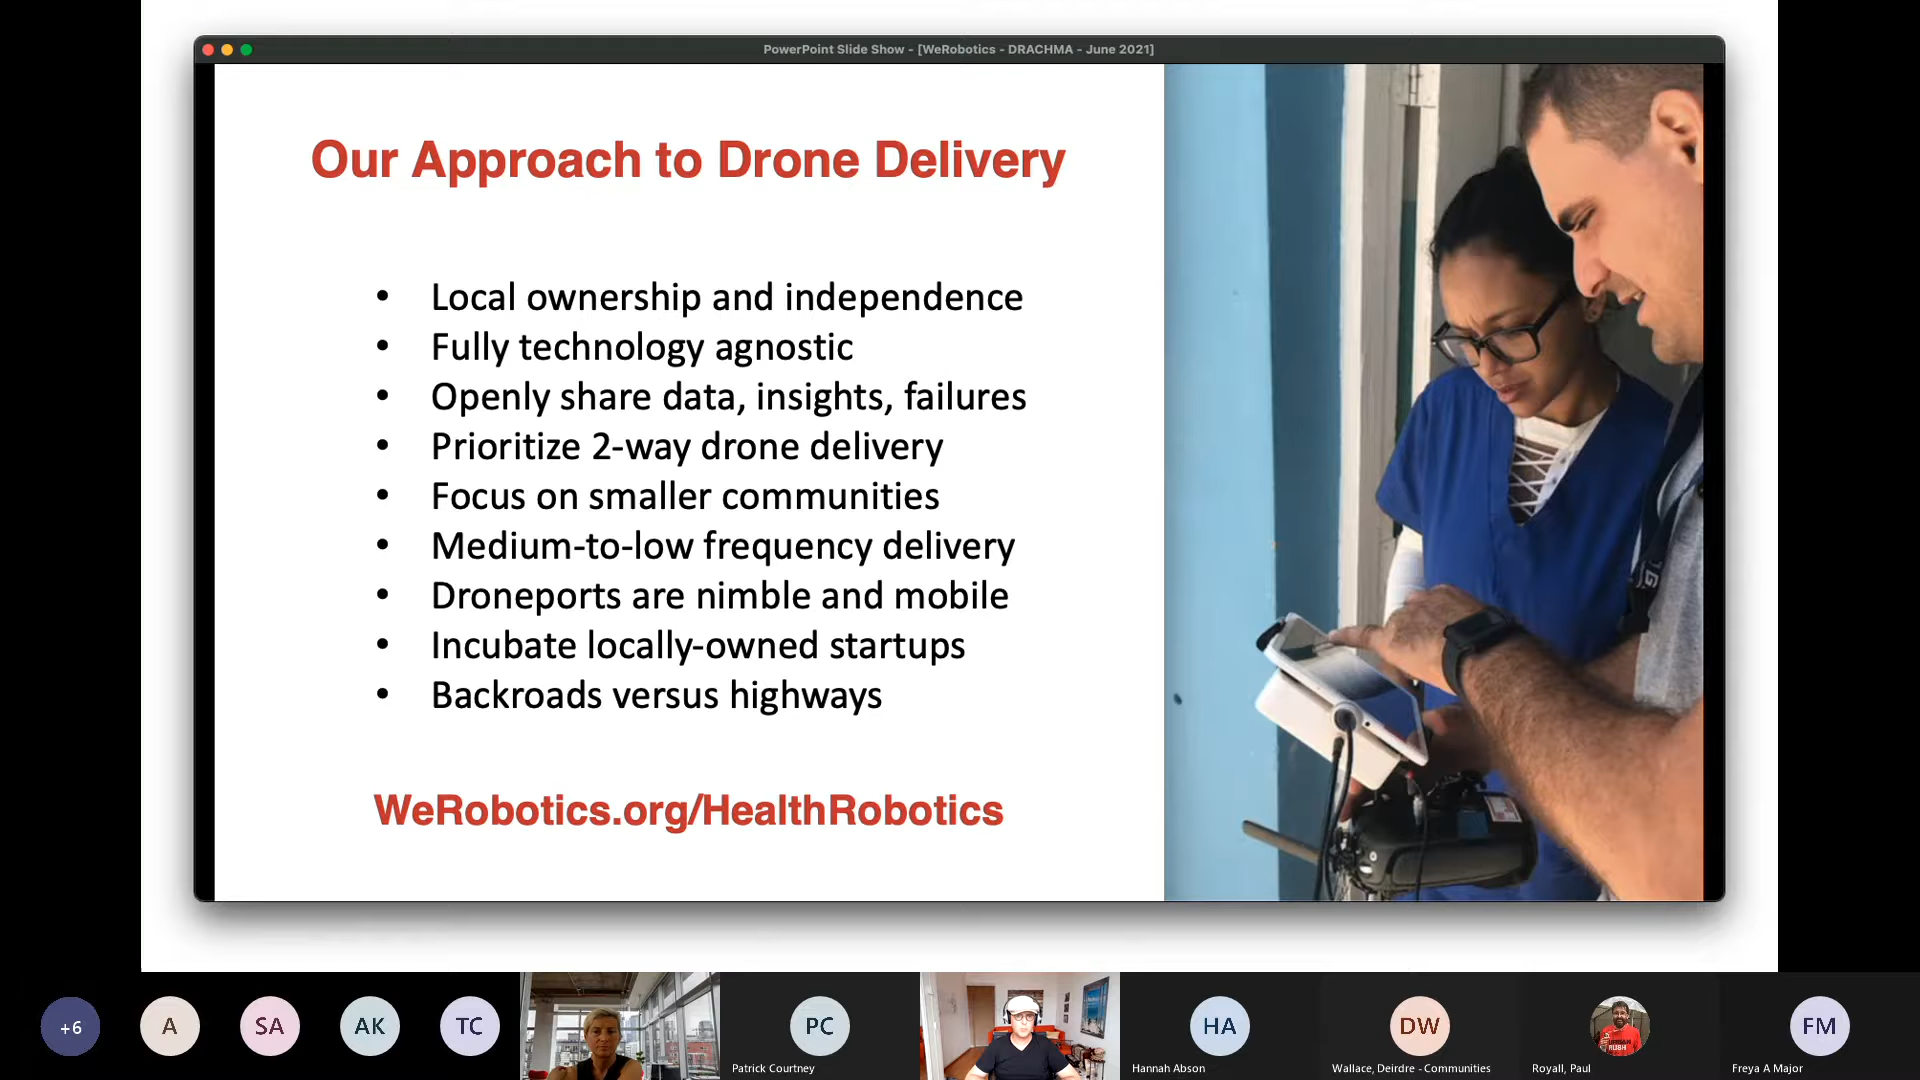 PowerPoint Slide Show - [WeRobotics - DRACHMA - June 2021]
Our Approach to Drone Delivery
• Local ownership and independence
• Fully technology agnostic
• Openly share data, insights, failures
• Prioritize 2-way drone delivery
• Focus on smaller communities
• Medium-to-low frequency delivery
• Droneports are nimble and mobile
• Incubate locally-owned startups
• Backroads versus highways
WeRobotics.org/HealthRobotics
+6
A
SA
AK
TC
PC
Patrick Courtney
HA
Hannah Abson
DW
Wallace, Deirdre - Communities
Royall, Paul
FM
Freya A Major